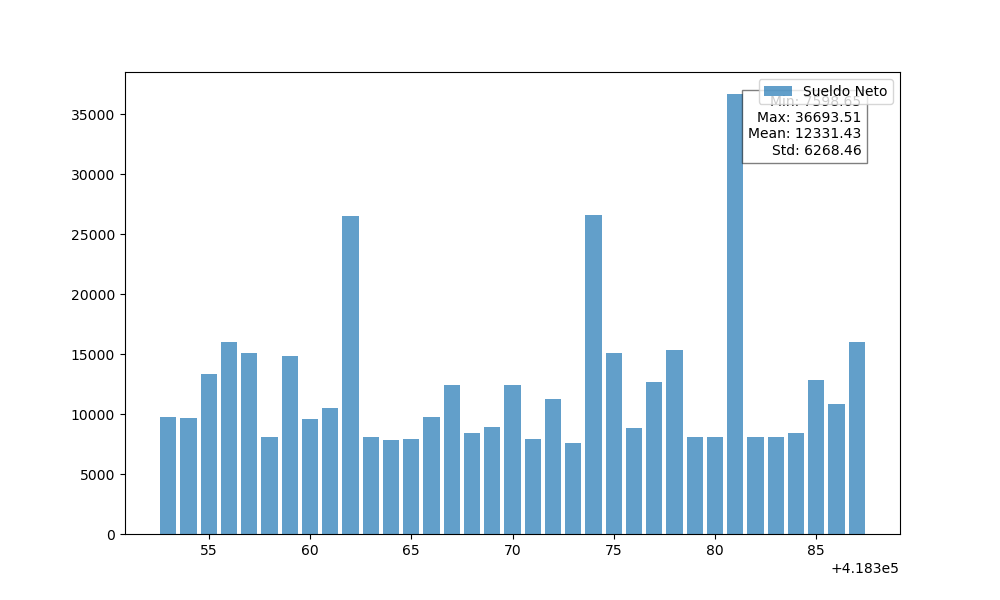 Sueldo Neto
Min: 7598.65
Max: 36693.51
Mean: 12331.43
Std: 6268.46
35000
30000
25000
20000
15000
10000
5000
0
55 60 65 70 75 80 85
+4.183e5